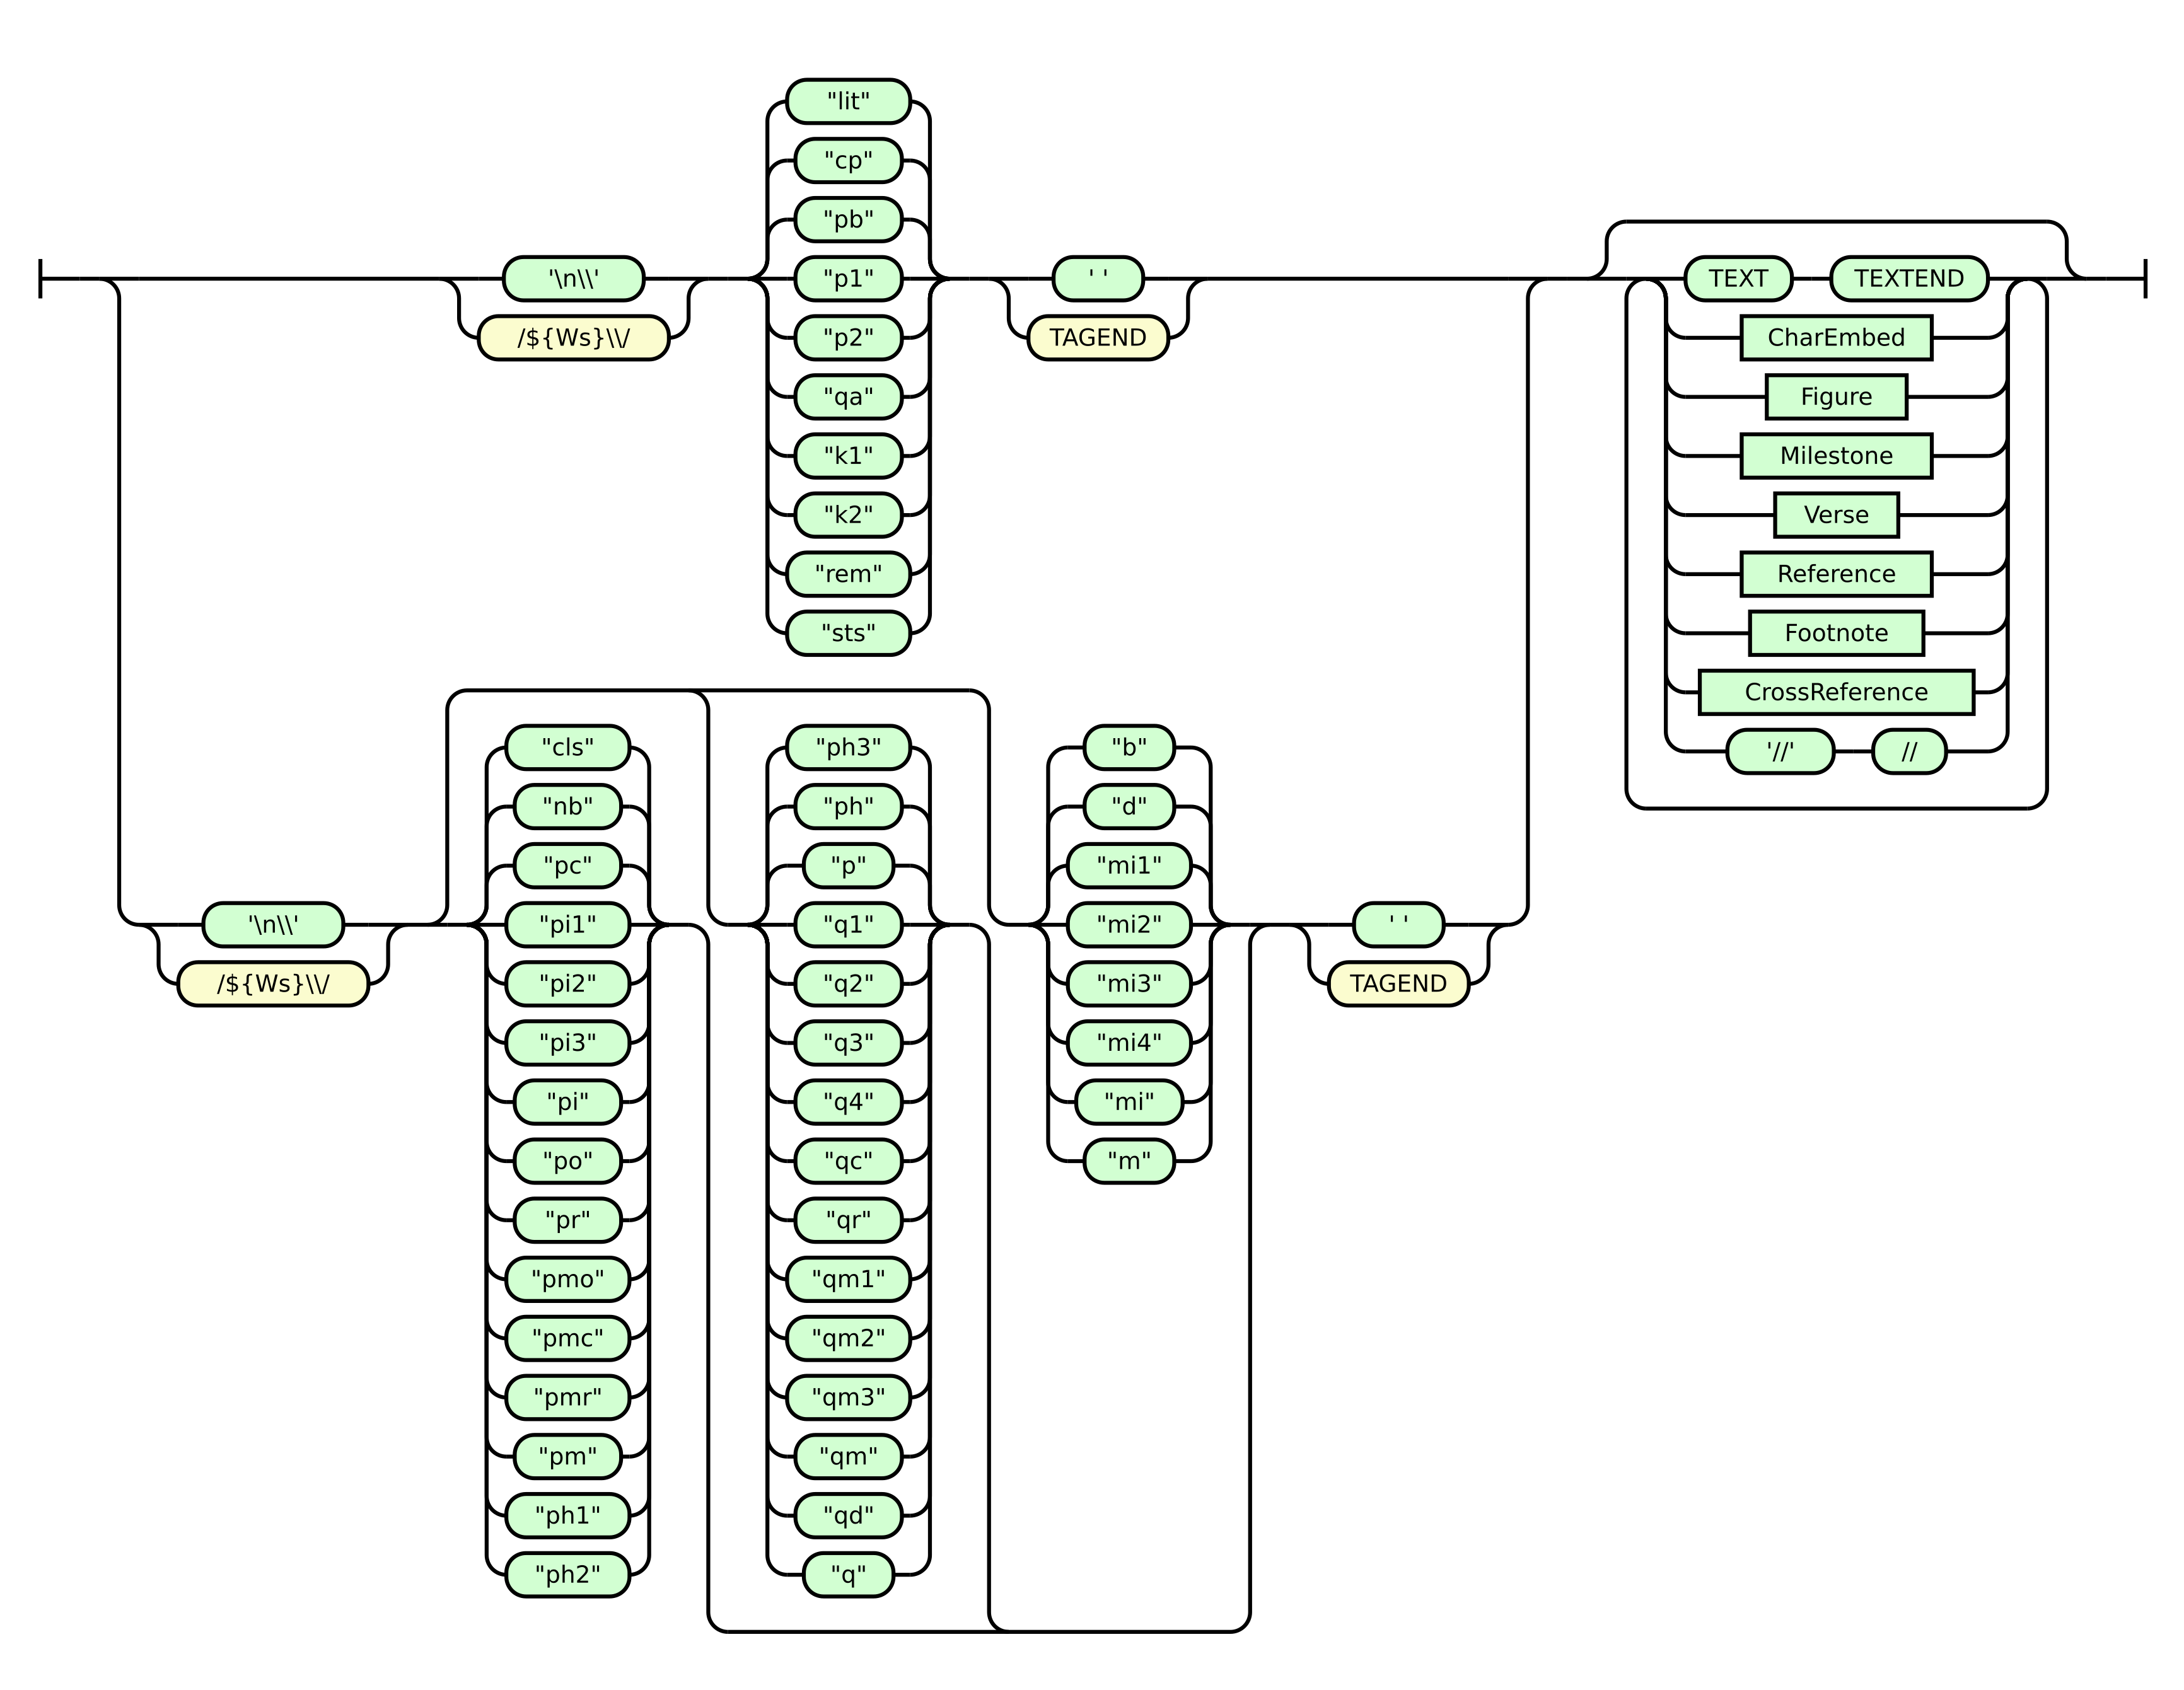 '\n\\'
/${Ws}\\/
"lit"
"cp"
"pb"
"p1"
"p2"
"qa"
"k1"
"k2"
"rem"
"sts"
' '
TAGEND
'\n\\'
/${Ws}\\/
"cls"
"nb"
"pc"
"pi1"
"pi2"
"pi3"
"pi"
"po"
"pr"
"pmo"
"pmc"
"pmr"
"pm"
"ph1"
"ph2"
"ph3"
"ph"
"p"
"q1"
"q2"
"q3"
"q4"
"qc"
"qr"
"qm1"
"qm2"
"qm3"
"qm"
"qd"
"q"
"b"
"d"
"mi1"
"mi2"
"mi3"
"mi4"
"mi"
"m"
' '
TAGEND
TEXT TEXTEND
CharEmbed
Figure
Milestone
Verse
Reference
Footnote
CrossReference
'//' //